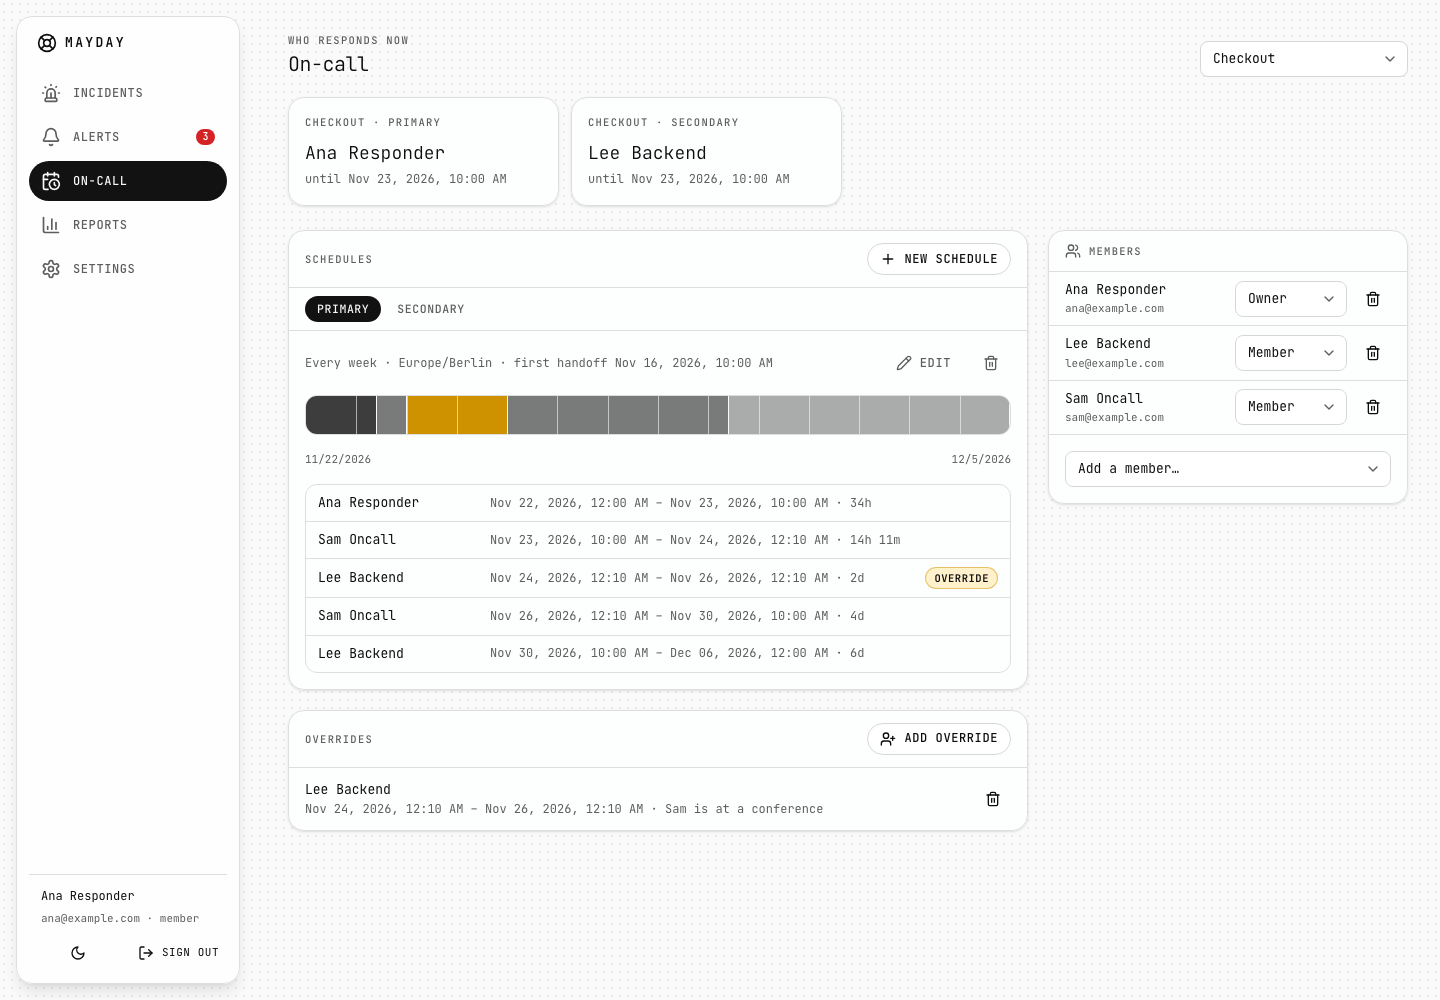 MAYDAY
INCIDENTS
ALERTS 3
ON-CALL
REPORTS
SETTINGS
Ana Responder
ana@example.com · member
SIGN OUT
WHO RESPONDS NOW
On-call
Checkout
CHECKOUT · PRIMARY
Ana Responder
until Nov 23, 2026, 10:00 AM
CHECKOUT · SECONDARY
Lee Backend
until Nov 23, 2026, 10:00 AM
SCHEDULES
NEW SCHEDULE
PRIMARY SECONDARY
Every week · Europe/Berlin · first handoff Nov 16, 2026, 10:00 AM
EDIT
11/22/2026 12/5/2026
Ana Responder Nov 22, 2026, 12:00 AM – Nov 23, 2026, 10:00 AM · 34h
Sam Oncall Nov 23, 2026, 10:00 AM – Nov 24, 2026, 12:10 AM · 14h 11m
Lee Backend Nov 24, 2026, 12:10 AM – Nov 26, 2026, 12:10 AM · 2d OVERRIDE
Sam Oncall Nov 26, 2026, 12:10 AM – Nov 30, 2026, 10:00 AM · 4d
Lee Backend Nov 30, 2026, 10:00 AM – Dec 06, 2026, 12:00 AM · 6d
OVERRIDES
ADD OVERRIDE
Lee Backend
Nov 24, 2026, 12:10 AM – Nov 26, 2026, 12:10 AM · Sam is at a conference
MEMBERS
Ana Responder
ana@example.com
Owner
Lee Backend
lee@example.com
Member
Sam Oncall
sam@example.com
Member
Add a member…